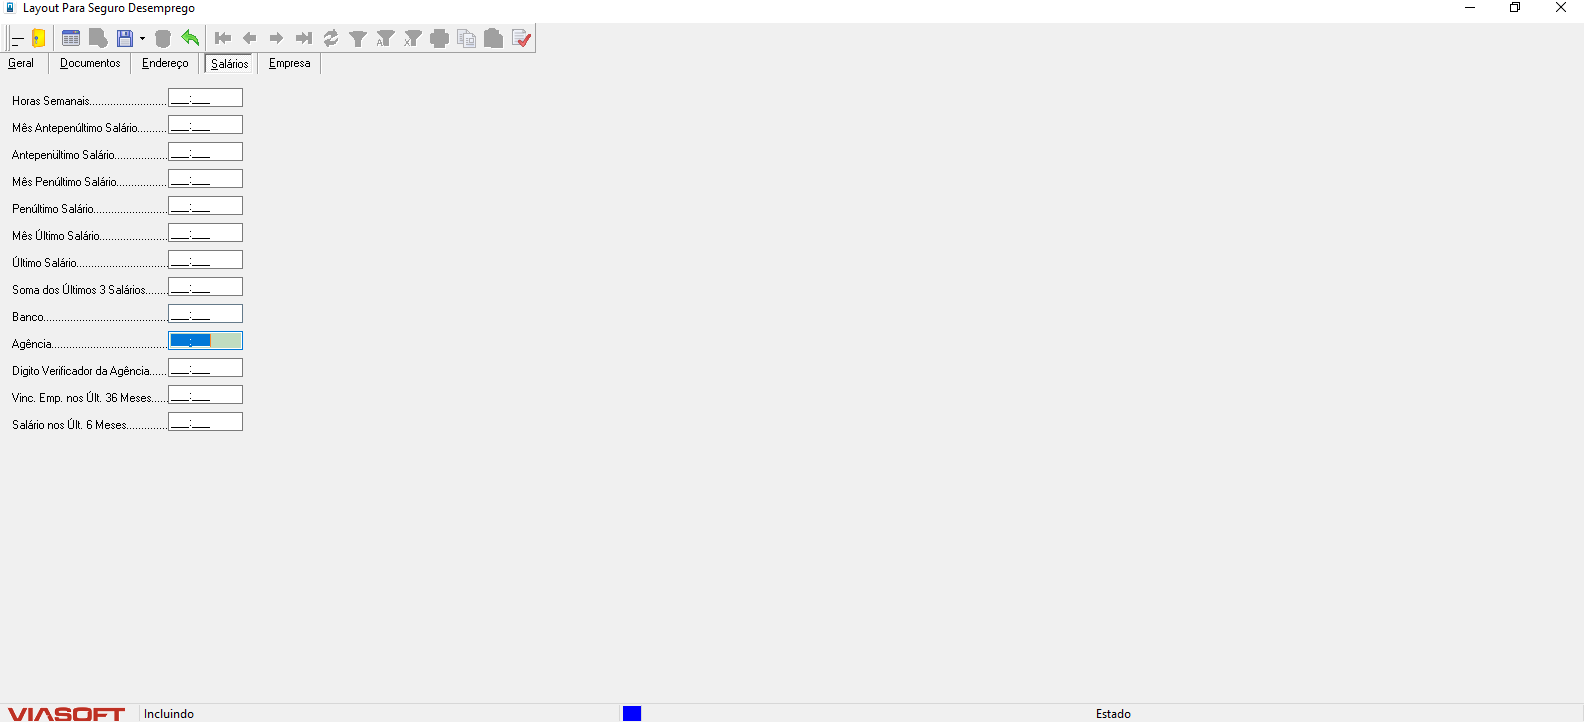 Layout Para Seguro Desemprego
Geral Documentos Endereço Salários Empresa
Horas Semanais.......................... ___:___
Mês Antepenúltimo Salário.......... ___:___
Antepenúltimo Salário.................. ___:___
Mês Penúltimo Salário................. ___:___
Penúltimo Salário......................... ___:___
Mês Último Salário....................... ___:___
Último Salário............................... ___:___
Soma dos Últimos 3 Salários........ ___:___
Banco.......................................... ___:___
Agência....................................... ___:___
Digito Verificador da Agência...... ___:___
Vinc. Emp. nos Últ. 36 Meses...... ___:___
Salário nos Últ. 6 Meses.............. ___:___
VIASOFT Incluindo Estado